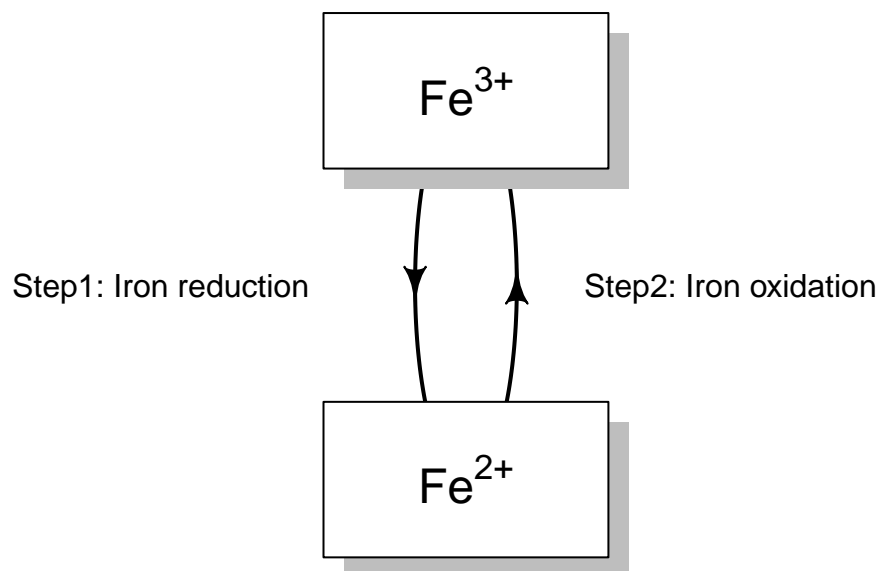 Fe³⁺
Step1: Iron reduction
Step2: Iron oxidation
Fe²⁺